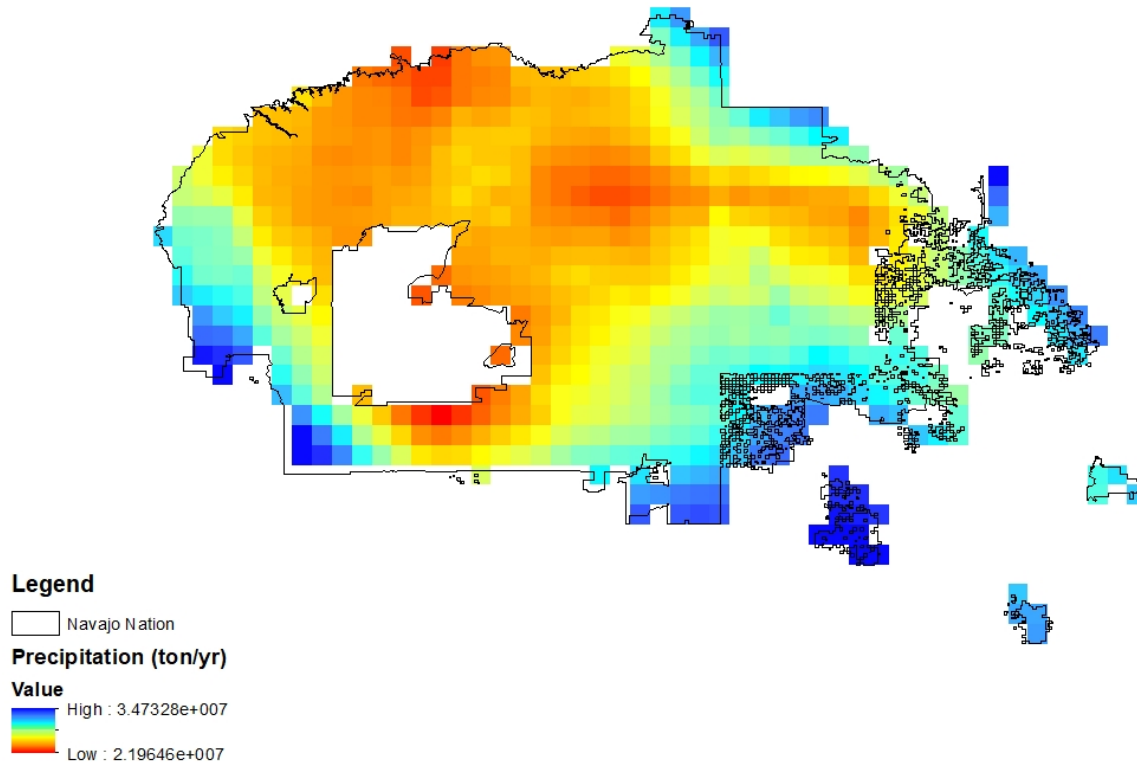 Legend
Navajo Nation
Precipitation (ton/yr)
Value
High : 3.47328e+007
Low : 2.19646e+007